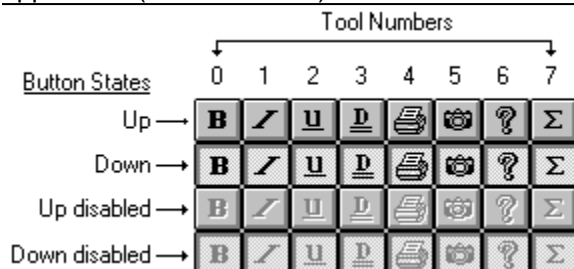 Tool Numbers
Button States 0 1 2 3 4 5 6 7
Up B I U D ? Σ
Down B I U D ? Σ
Up disabled B I U D ? Σ
Down disabled B I U D ? Σ